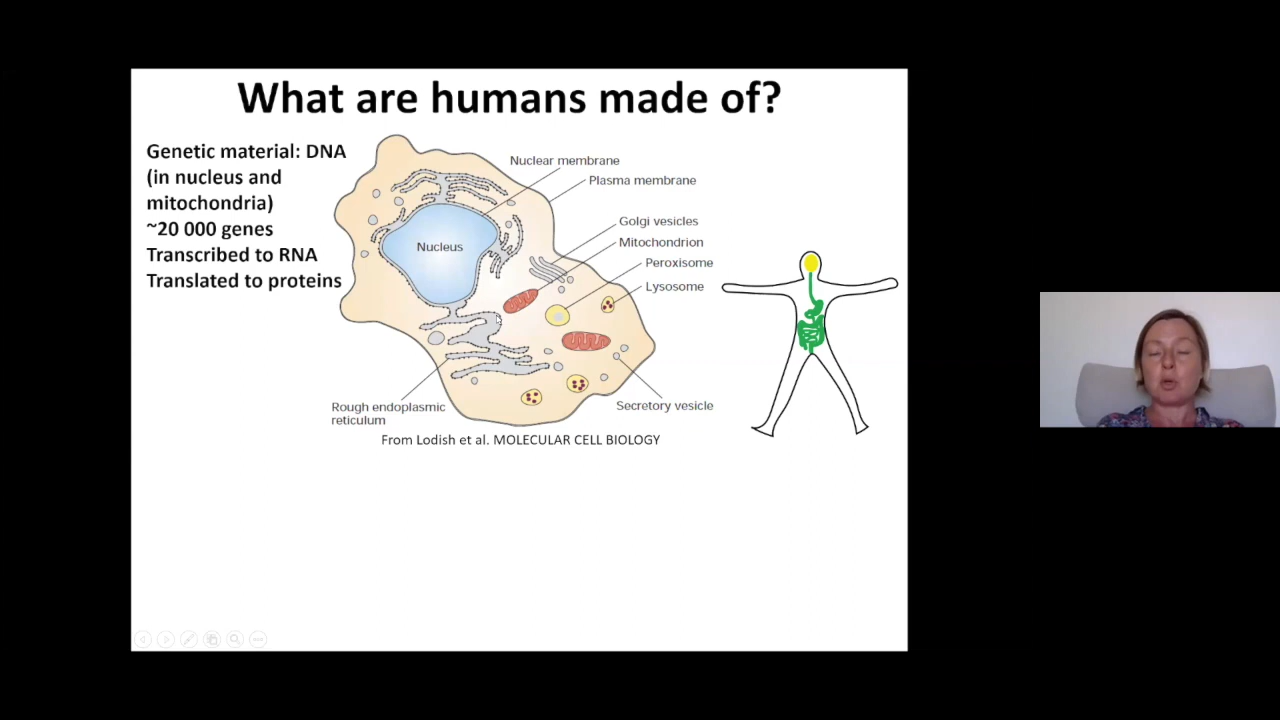 What are humans made of?
Genetic material: DNA
(in nucleus and
mitochondria)
~20 000 genes
Transcribed to RNA
Translated to proteins
Nuclear membrane
Plasma membrane
Golgi vesicles
Mitochondrion
Peroxisome
Lysosome
Nucleus
Rough endoplasmic
reticulum
Secretory vesicle
From Lodish et al. MOLECULAR CELL BIOLOGY